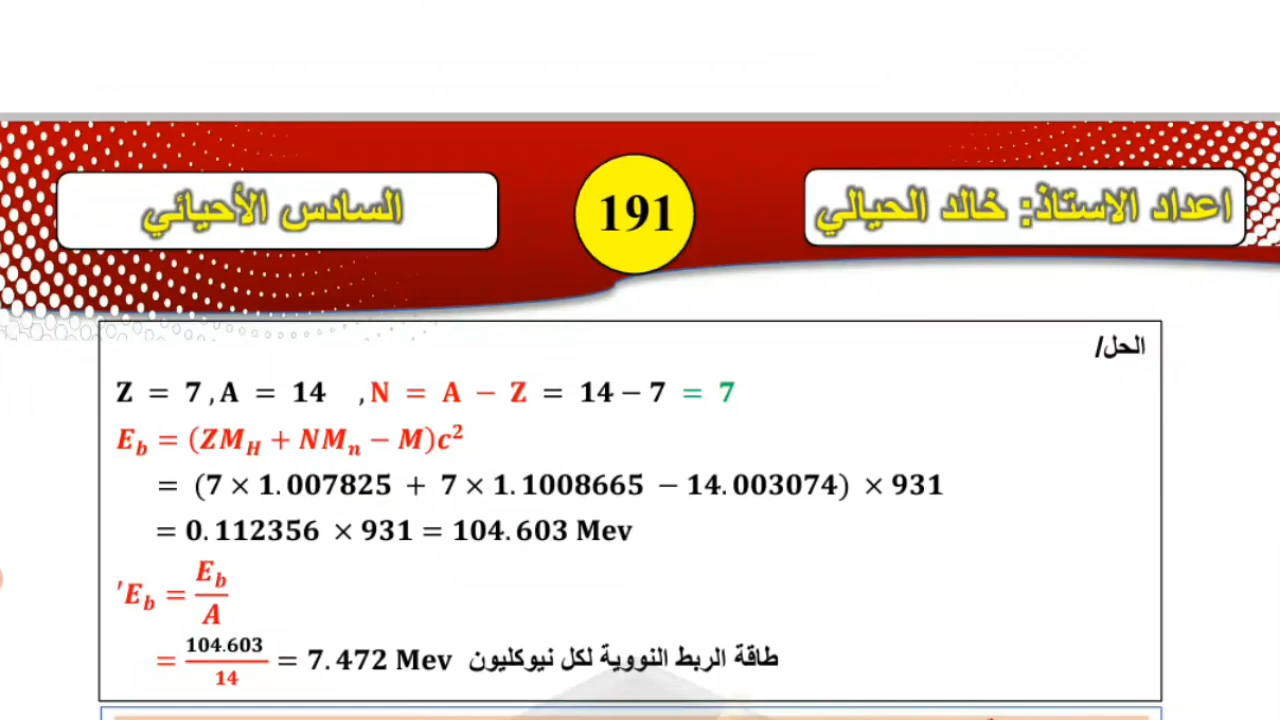 اعداد الاستاذ: خالد الحيالي
191
السادس الأحيائي
الحل/
Z = 7 , A = 14 , N = A − Z = 14 − 7 = 7
E_b = (ZM_H + NM_n − M)c²
= (7 × 1.007825 + 7 × 1.1008665 − 14.003074) × 931
= 0.112356 × 931 = 104.603 Mev
'E_b = E_b / A
= 104.603 / 14 = 7.472 Mev طاقة الربط النووية لكل نيوكليون